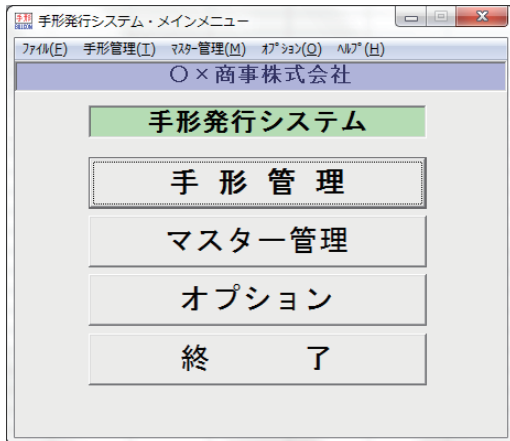 手形発行システム・メインメニュー
ﾌｧｲﾙ(F) 手形管理(T) ﾏｽﾀｰ管理(M) ｵﾌﾟｼｮﾝ(O) ﾍﾙﾌﾟ(H)
〇×商事株式会社
手形発行システム
手形管理
マスター管理
オプション
終　　　了